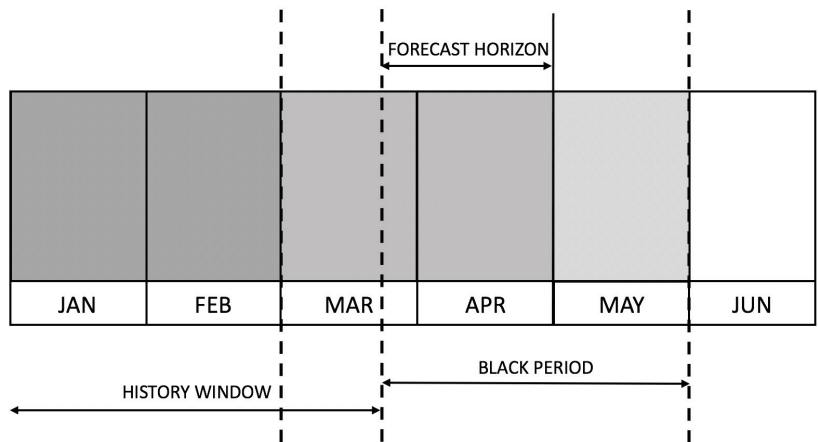 FORECAST HORIZON
JAN
FEB
MAR
APR
MAY
JUN
BLACK PERIOD
HISTORY WINDOW